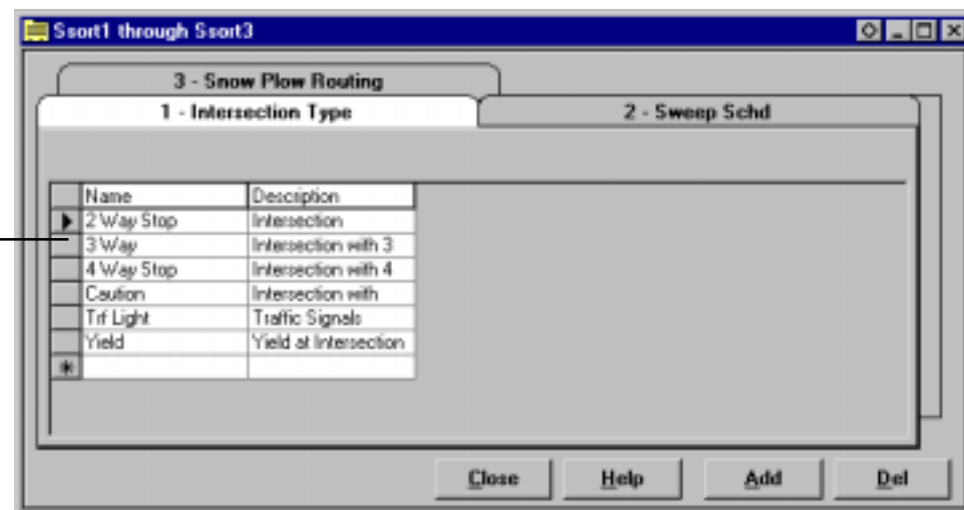 Ssort1 through Ssort3
3 - Snow Plow Routing
1 - Intersection Type 2 - Sweep Schd
Name Description
2 Way Stop Intersection
3 Way Intersection with 3
4 Way Stop Intersection with 4
Caution Intersection with
Trf Light Traffic Signals
Yield Yield at Intersection
Close Help Add Del